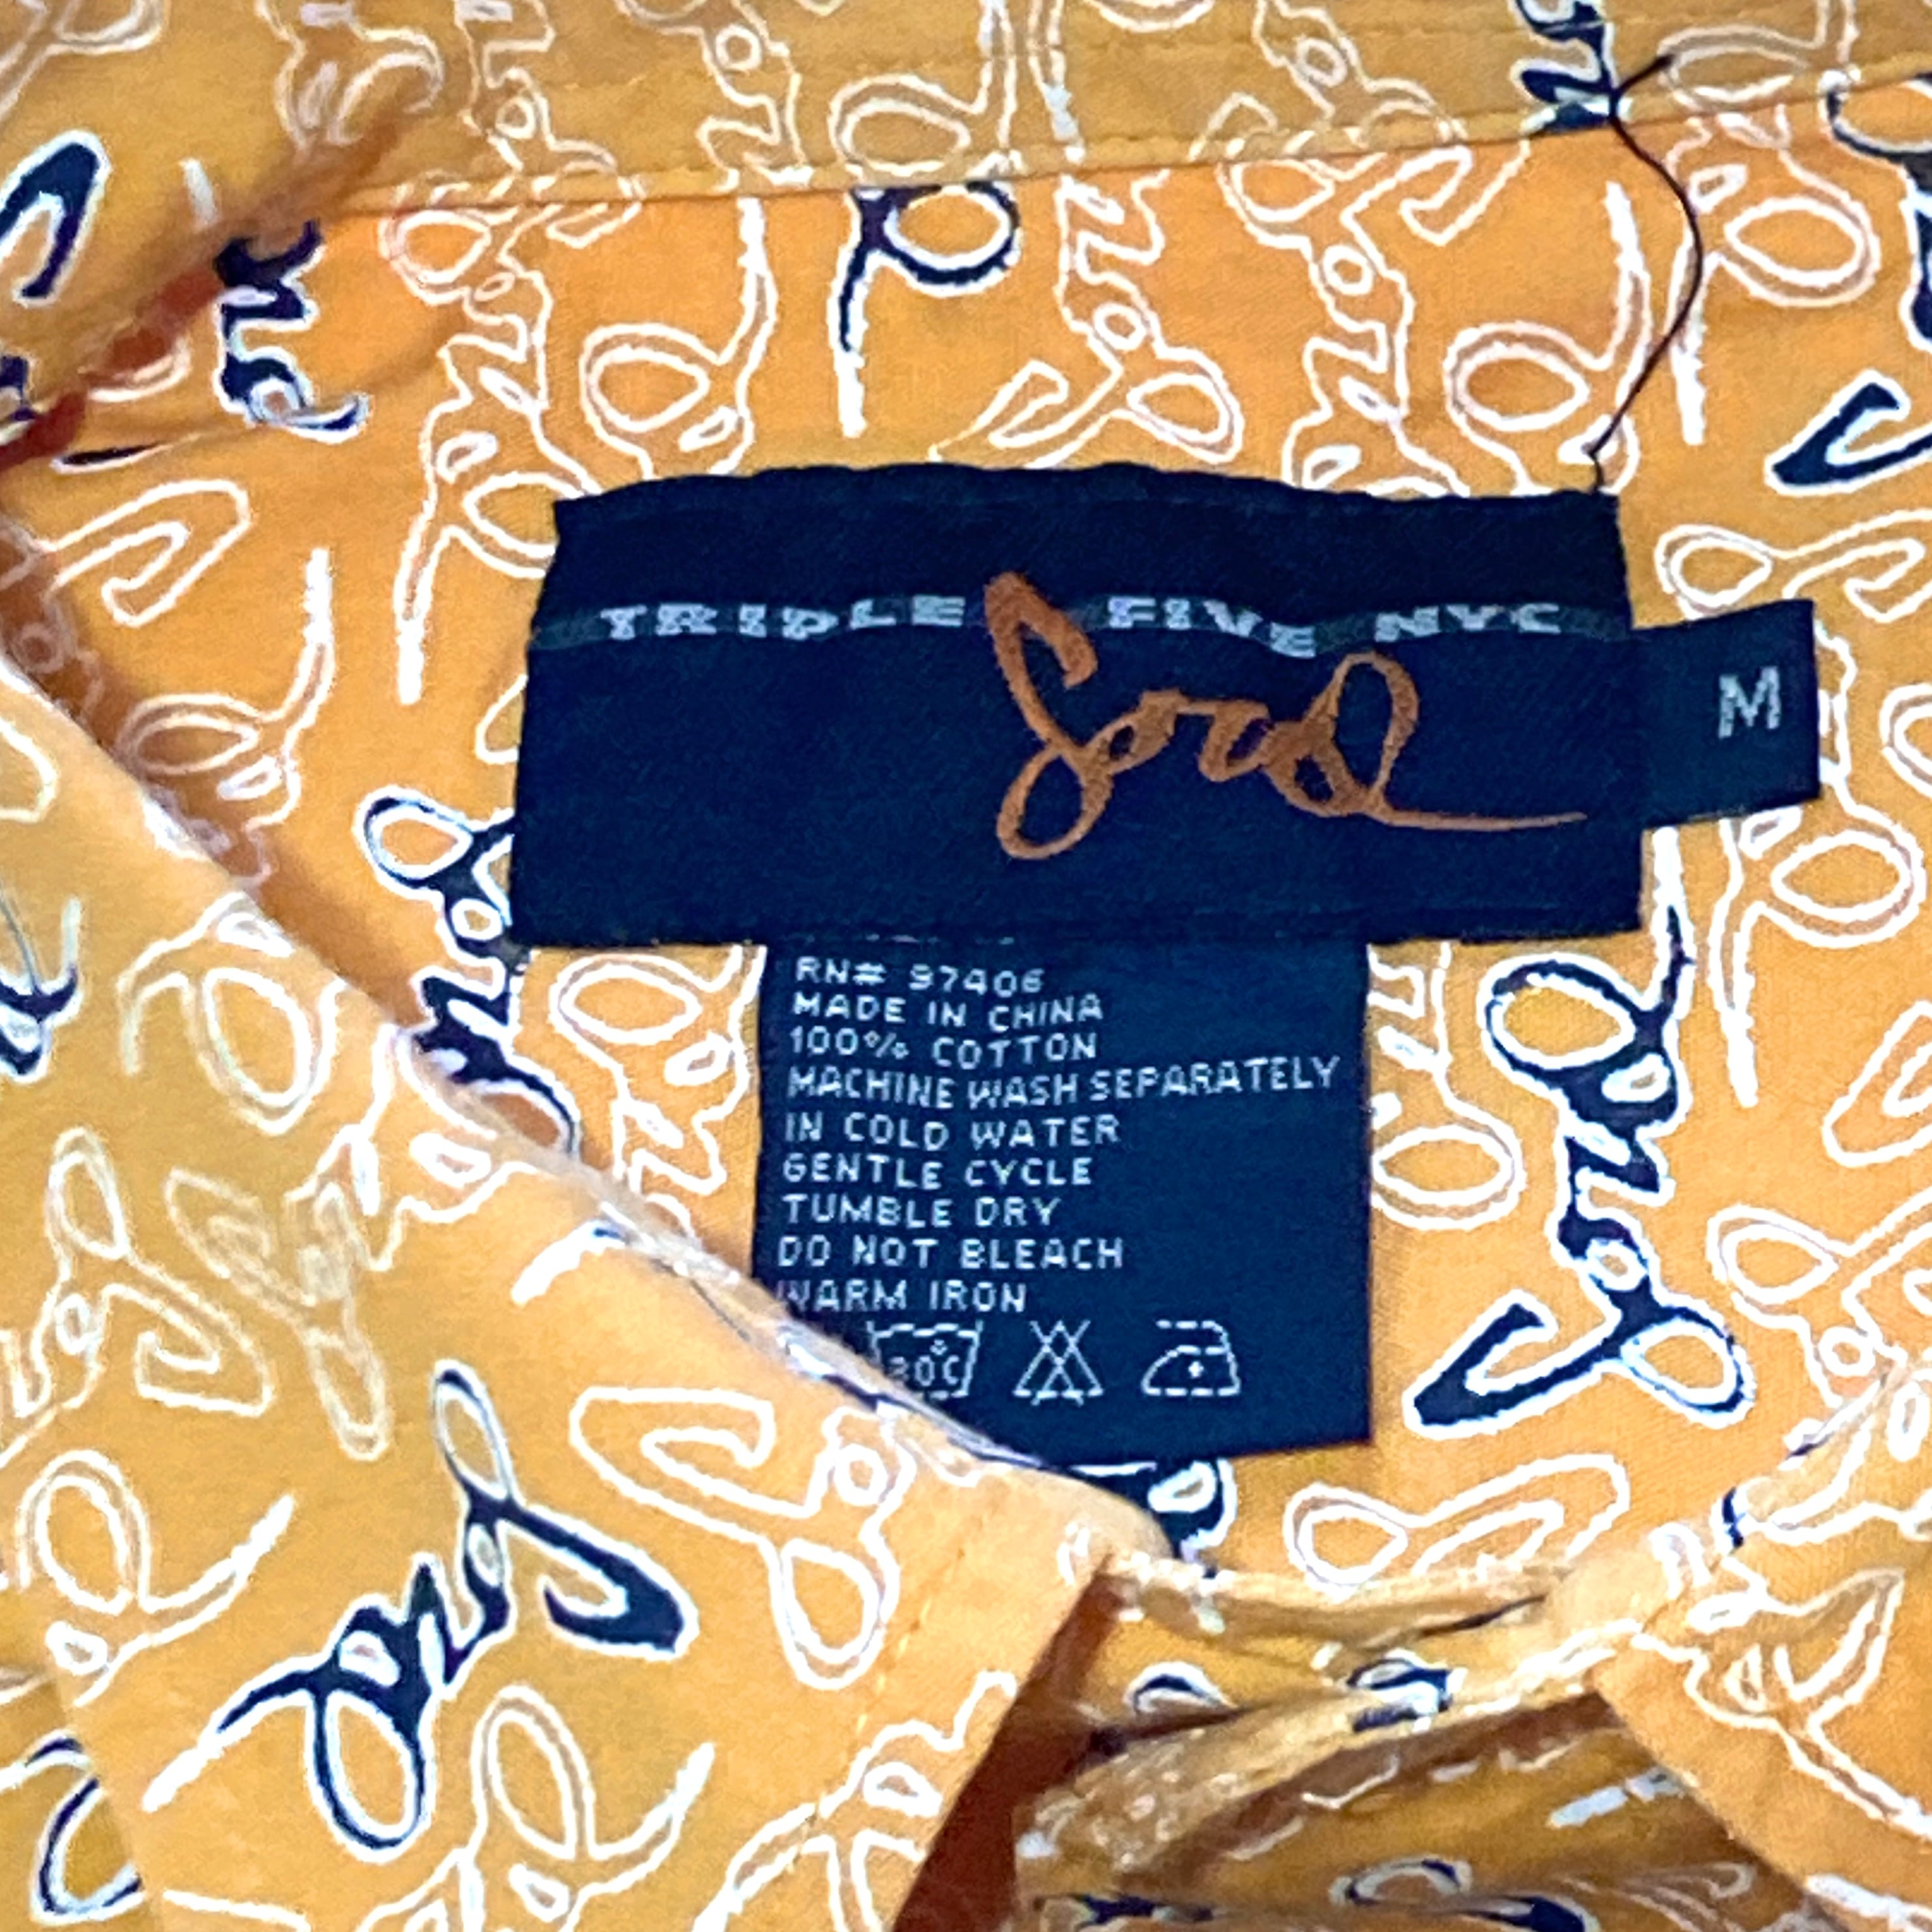 TRIPLE FIVE NYC
Soul
M
RN# 97406
MADE IN CHINA
100% COTTON
MACHINE WASH SEPARATELY
IN COLD WATER
GENTLE CYCLE
TUMBLE DRY
DO NOT BLEACH
WARM IRON
30°C